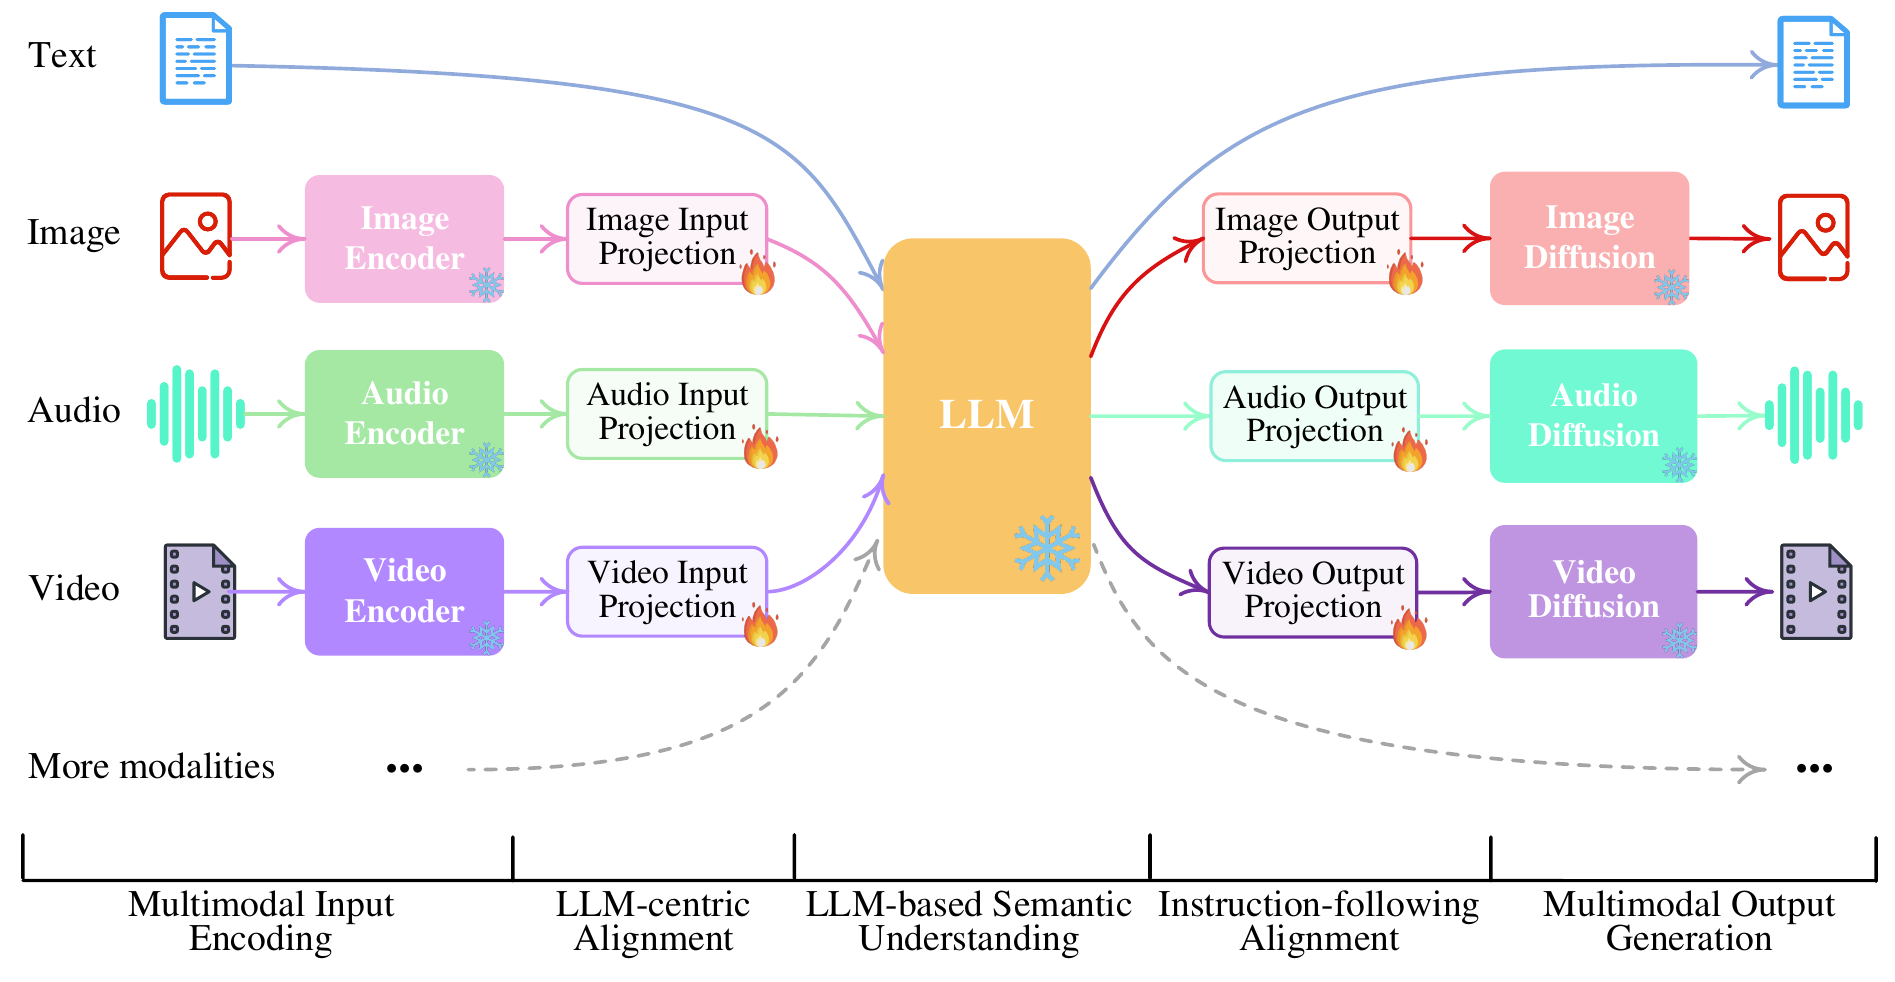 Text
Image
Image
Encoder
Image Input
Projection
Image Output
Projection
Image
Diffusion
Audio
Audio
Encoder
Audio Input
Projection
LLM
Audio Output
Projection
Audio
Diffusion
Video
Video
Encoder
Video Input
Projection
Video Output
Projection
Video
Diffusion
More modalities
•••
•••
Multimodal Input
Encoding
LLM-centric
Alignment
LLM-based Semantic
Understanding
Instruction-following
Alignment
Multimodal Output
Generation